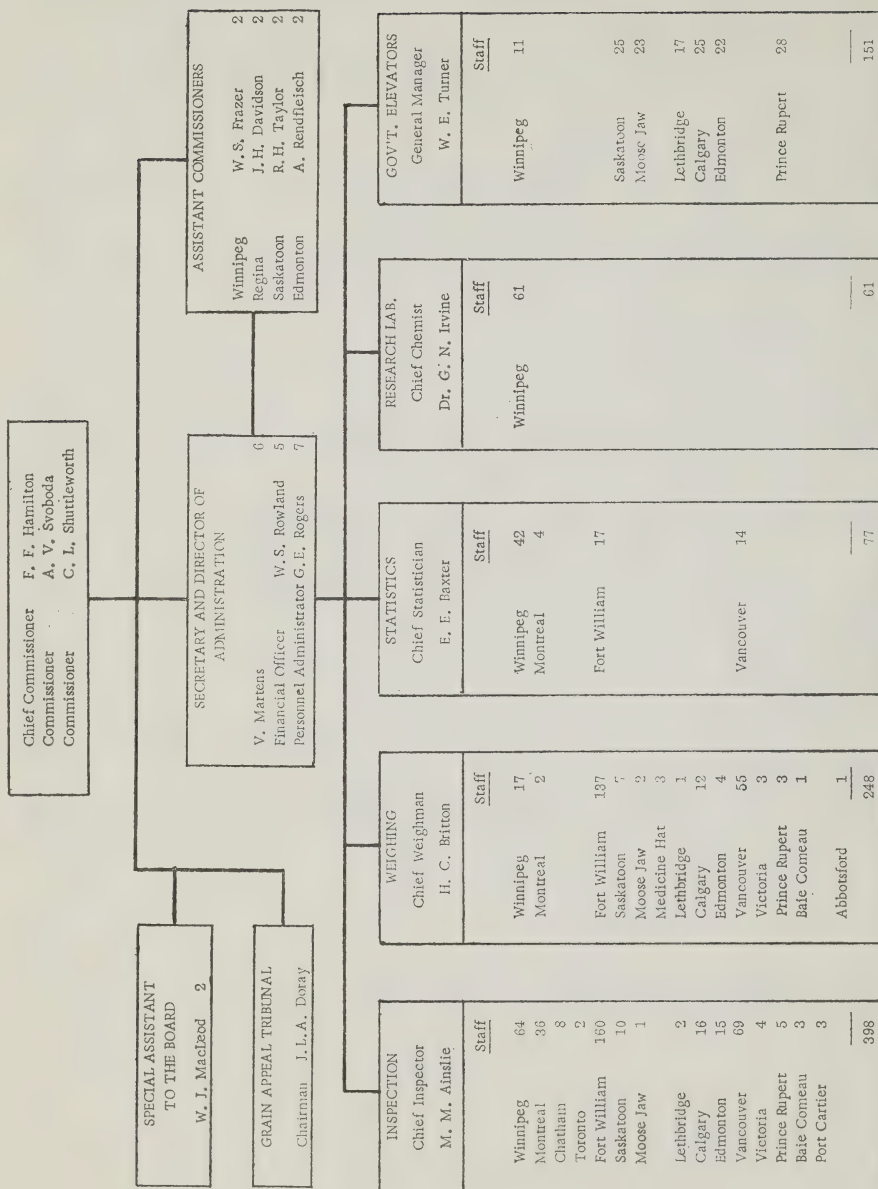 Chief Commissioner F. F. Hamilton
Commissioner A. V. Svoboda
Commissioner C. L. Shuttleworth
SPECIAL ASSISTANT
TO THE BOARD
W. J. MacLeod 2
GRAIN APPEAL TRIBUNAL
Chairman J.L.A. Doray
SECRETARY AND DIRECTOR OF
ADMINISTRATION
V. Martens 6
Financial Officer W.S. Rowland 5
Personnel Administrator G.E. Rogers 7
ASSISTANT COMMISSIONERS
Winnipeg W.S. Frazer 2
Regina J.H. Davidson 2
Saskatoon R.H. Taylor 2
Edmonton A. Rendfleisch 2
INSPECTION
Chief Inspector
M. M. Ainslie
Staff
Winnipeg 64
Montreal 36
Chatham 8
Toronto 2
Fort William 160
Saskatoon 10
Moose Jaw 1
Lethbridge 2
Calgary 16
Edmonton 15
Vancouver 69
Victoria 4
Prince Rupert 5
Baie Comeau 3
Port Cartier 3
398
WEIGHING
Chief Weighman
H. C. Britton
Staff
Winnipeg 17
Montreal 2
Fort William 137
Saskatoon 7
Moose Jaw 2
Medicine Hat 3
Lethbridge 1
Calgary 12
Edmonton 4
Vancouver 55
Victoria 3
Prince Rupert 3
Baie Comeau 1
Abbotsford 1
248
STATISTICS
Chief Statistician
E. E. Baxter
Staff
Winnipeg 42
Montreal 4
Fort William 17
Vancouver 14
77
RESEARCH LAB.
Chief Chemist
Dr. G. N. Irvine
Staff
Winnipeg 61
61
GOV'T. ELEVATORS
General Manager
W. E. Turner
Staff
Winnipeg 11
Saskatoon 25
Moose Jaw 23
Lethbridge 17
Calgary 25
Edmonton 22
Prince Rupert 28
151